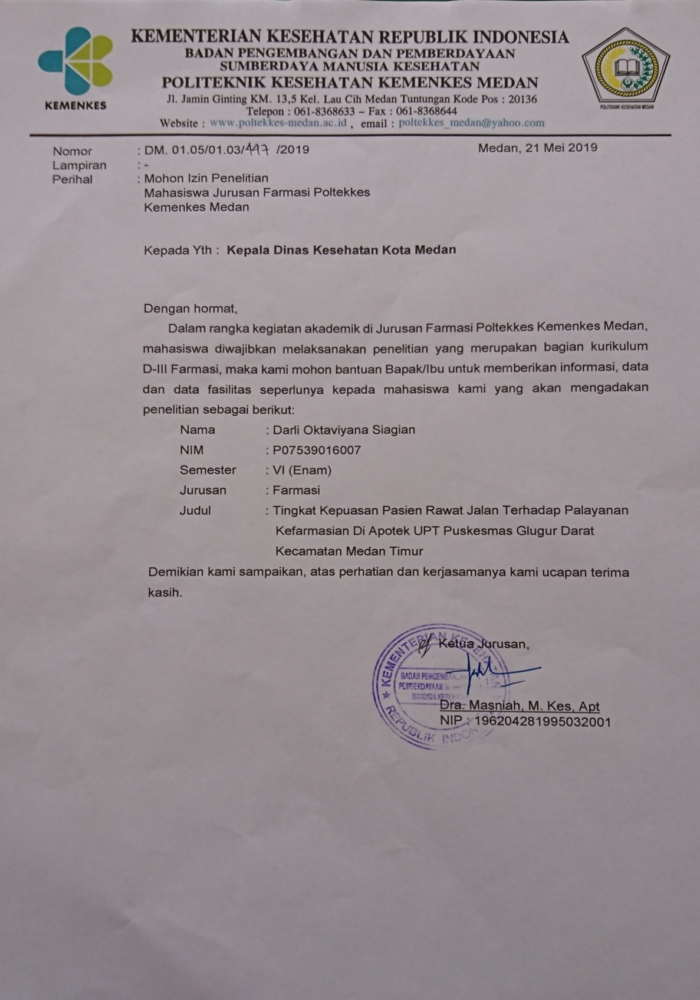 KEMENTERIAN KESEHATAN REPUBLIK INDONESIA
BADAN PENGEMBANGAN DAN PEMBERDAYAAN
SUMBERDAYA MANUSIA KESEHATAN
POLITEKNIK KESEHATAN KEMENKES MEDAN
Jl. Jamin Ginting KM. 13,5 Kel. Lau Cih Medan Tuntungan Kode Pos : 20136
Telepon : 061-8368633 – Fax : 061-8368644
Website : www.poltekkes-medan.ac.id , email : poltekkes_medan@yahoo.com
KEMENKES
POLITEKNIK KESEHATAN MEDAN
Nomor : DM. 01.05/01.03/447 /2019 Medan, 21 Mei 2019
Lampiran : -
Perihal : Mohon Izin Penelitian
Mahasiswa Jurusan Farmasi Poltekkes
Kemenkes Medan
Kepada Yth : Kepala Dinas Kesehatan Kota Medan
Dengan hormat,
Dalam rangka kegiatan akademik di Jurusan Farmasi Poltekkes Kemenkes Medan,
mahasiswa diwajibkan melaksanakan penelitian yang merupakan bagian kurikulum
D-III Farmasi, maka kami mohon bantuan Bapak/Ibu untuk memberikan informasi, data
dan data fasilitas seperlunya kepada mahasiswa kami yang akan mengadakan
penelitian sebagai berikut:
Nama : Darli Oktaviyana Siagian
NIM : P07539016007
Semester : VI (Enam)
Jurusan : Farmasi
Judul : Tingkat Kepuasan Pasien Rawat Jalan Terhadap Palayanan
Kefarmasian Di Apotek UPT Puskesmas Glugur Darat
Kecamatan Medan Timur
Demikian kami sampaikan, atas perhatian dan kerjasamanya kami ucapan terima
kasih.
Ketua Jurusan,
KEMENTERIAN KESEHATAN
BADAN
PEMBERDAYAAN
MANUSIA
REPUBLIK
Dra. Masniah, M. Kes, Apt
NIP : 196204281995032001